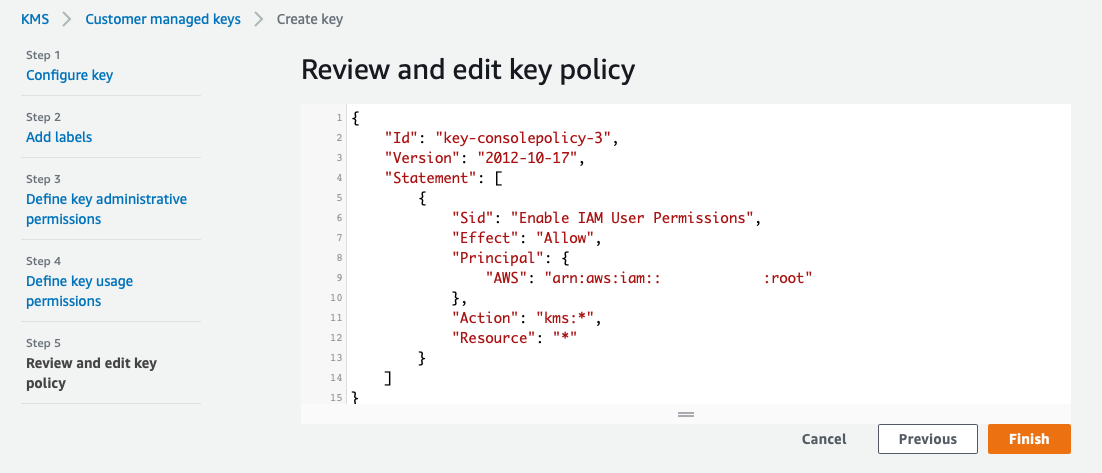 KMS > Customer managed keys > Create key
Step 1
Configure key
Step 2
Add labels
Step 3
Define key administrative
permissions
Step 4
Define key usage
permissions
Step 5
Review and edit key
policy
Review and edit key policy
1 {
2     "Id": "key-consolepolicy-3",
3     "Version": "2012-10-17",
4     "Statement": [
5         {
6             "Sid": "Enable IAM User Permissions",
7             "Effect": "Allow",
8             "Principal": {
9                 "AWS": "arn:aws:iam::            :root"
10             },
11             "Action": "kms:*",
12             "Resource": "*"
13         }
14     ]
15 }
Cancel Previous Finish